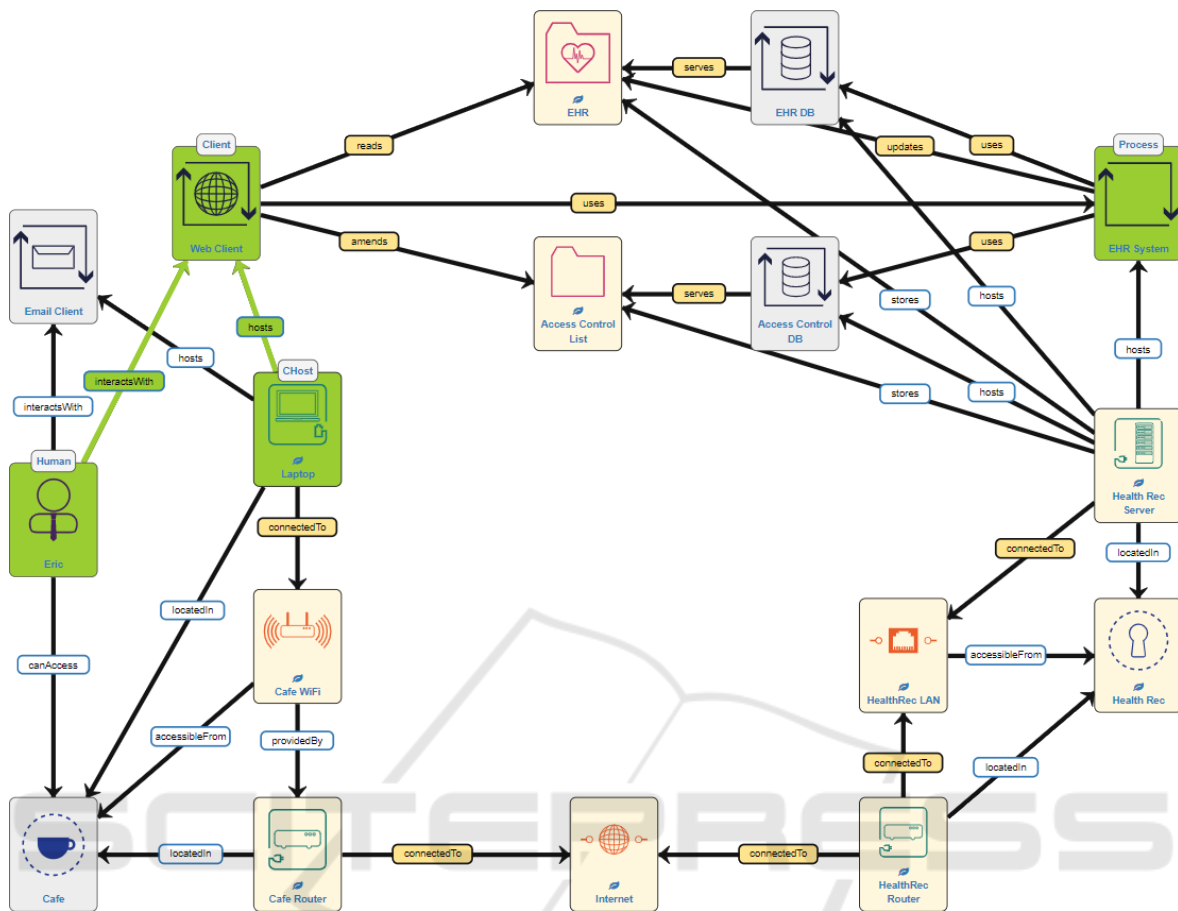 serves
EHR
EHR DB
Client
reads
updates
uses
Process
Web Client
uses
EHR System
amends
uses
Email Client
serves
Access Control
List
Access Control
DB
stores
hosts
hosts
hosts
hosts
CHost
interactsWith
interactsWith
stores
hosts
Human
Laptop
Health Rec
Server
connectedTo
connectedTo
locatedIn
Eric
locatedIn
canAccess
Cafe WiFi
accessibleFrom
HealthRec LAN
Health Rec
accessibleFrom
providedBy
connectedTo
locatedIn
SCITEPRESS
locatedIn
connectedTo
connectedTo
Cafe
Cafe Router
Internet
HealthRec
Router